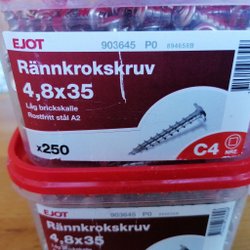 EJOT
903645 P0
Rännkrokskruv
4,8x35
Låg brickskalle
Rostfritt stål A2
x250
C4
EJOT
903645 P0
Rännkrokskruv
4,8x35